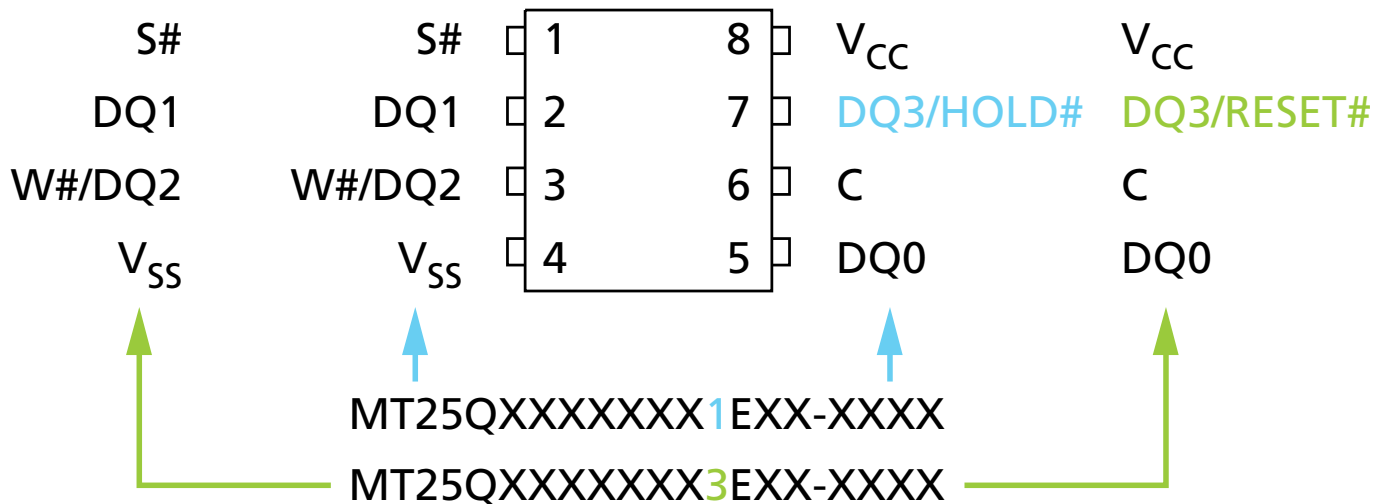 S# S# 1 8 VCC VCC
DQ1 DQ1 2 7 DQ3/HOLD# DQ3/RESET#
W#/DQ2 W#/DQ2 3 6 C C
VSS VSS 4 5 DQ0 DQ0
MT25QXXXXXXX1EXX-XXXX
MT25QXXXXXXX3EXX-XXXX